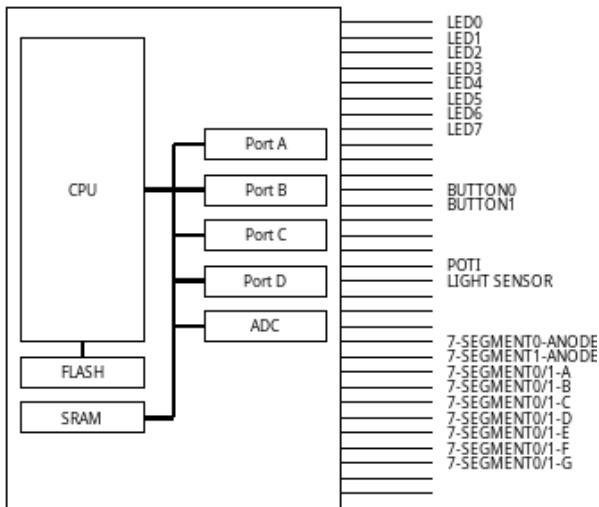 CPU
FLASH
SRAM
Port A
Port B
Port C
Port D
ADC
LED0
LED1
LED2
LED3
LED4
LED5
LED6
LED7
BUTTON0
BUTTON1
POTI
LIGHT SENSOR
7-SEGMENT0-ANODE
7-SEGMENT1-ANODE
7-SEGMENT0/1-A
7-SEGMENT0/1-B
7-SEGMENT0/1-C
7-SEGMENT0/1-D
7-SEGMENT0/1-E
7-SEGMENT0/1-F
7-SEGMENT0/1-G